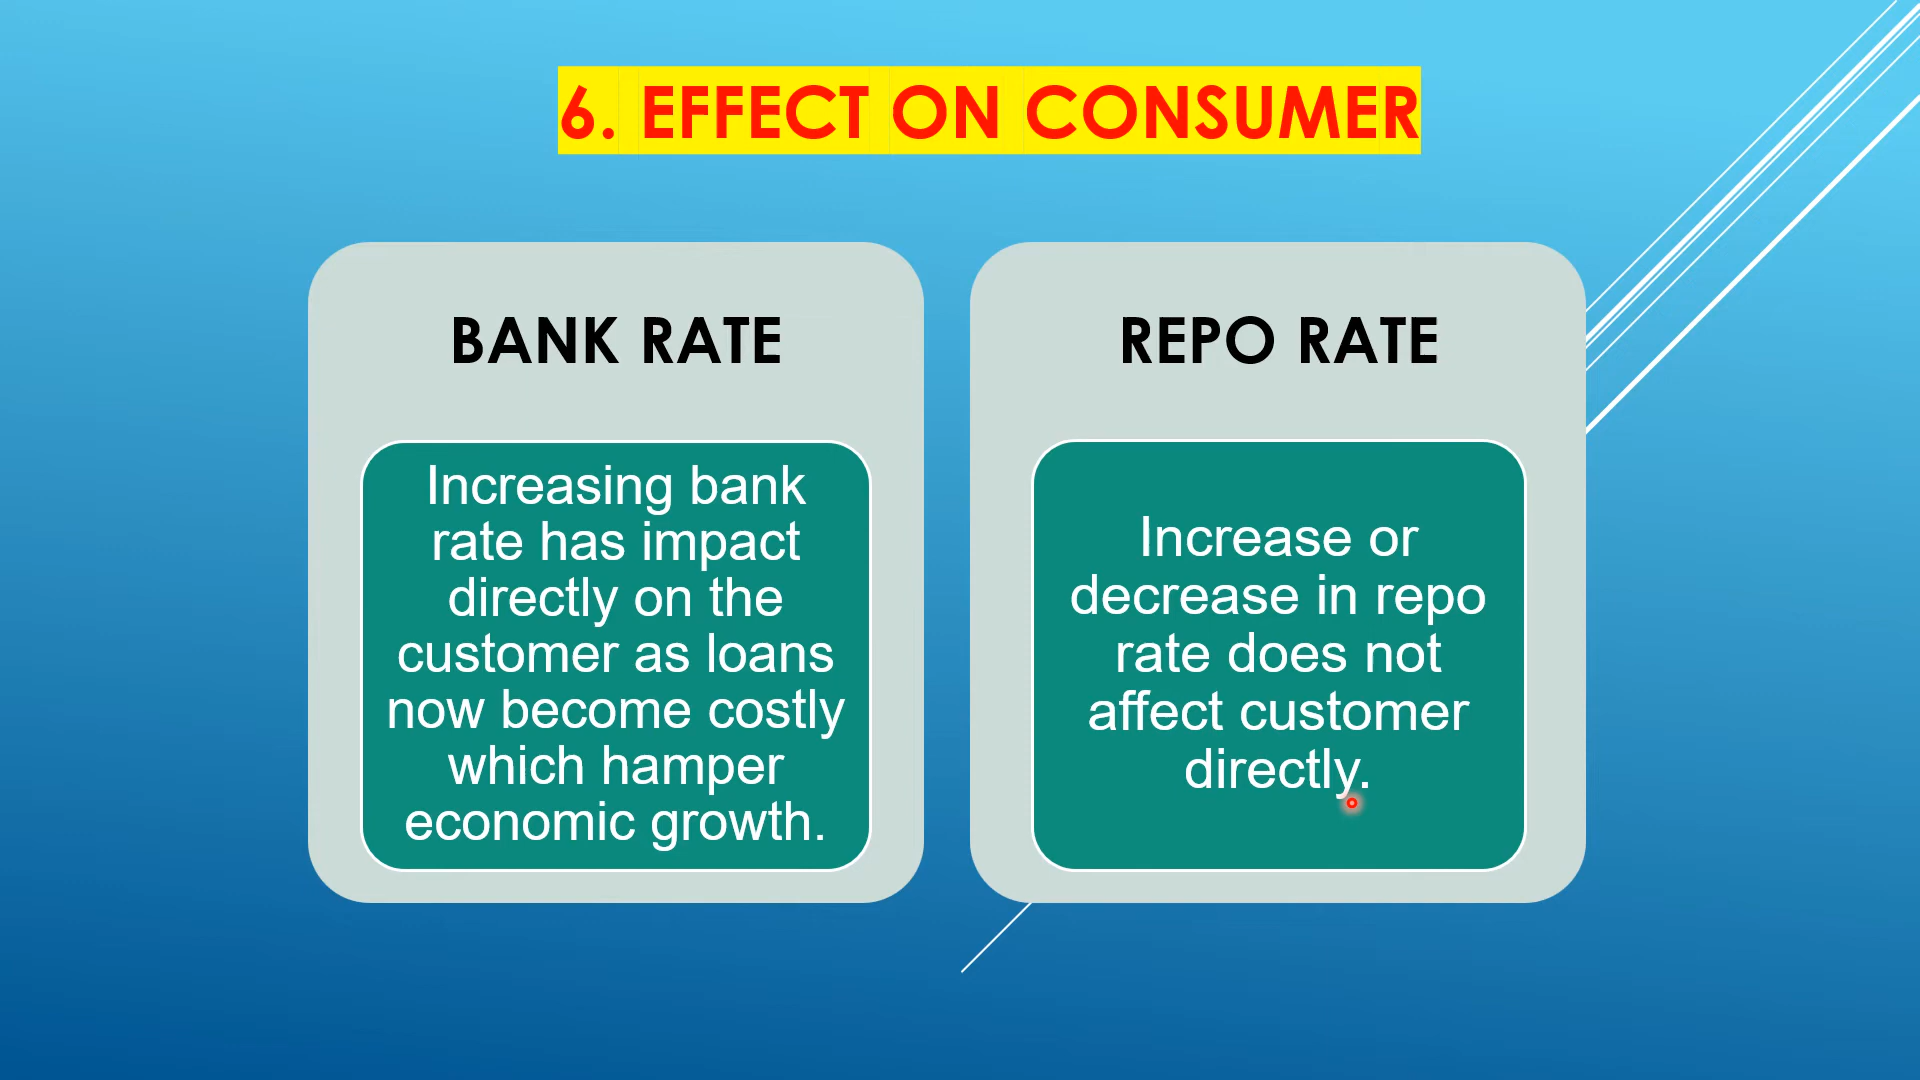 6. EFFECT ON CONSUMER
BANK RATE
Increasing bank
rate has impact
directly on the
customer as loans
now become costly
which hamper
economic growth.
REPO RATE
Increase or
decrease in repo
rate does not
affect customer
directly.